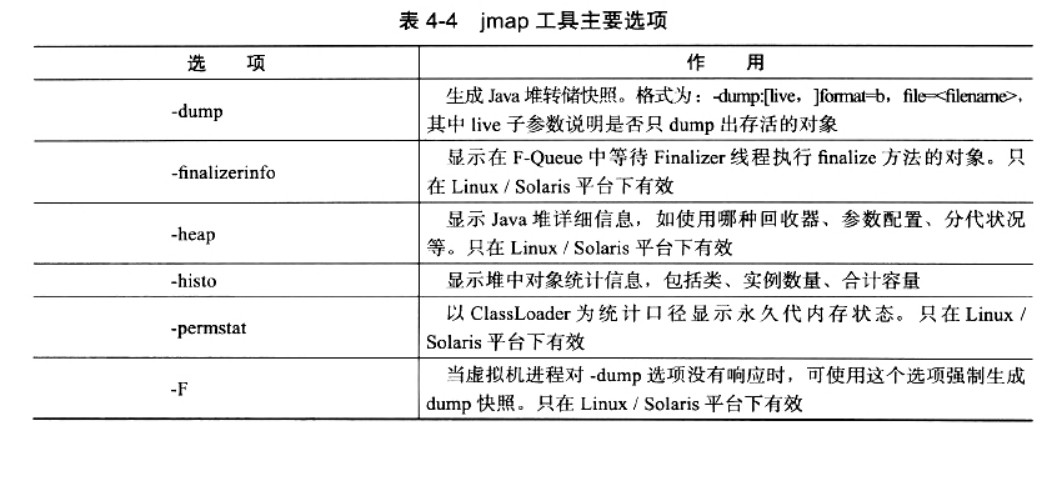 表 4-4 jmap 工具主要选项
选 项
作 用
-dump
生成 Java 堆转储快照。格式为：-dump:[live，]format=b，file=<filename>，
其中 live 子参数说明是否只 dump 出存活的对象
-finalizerinfo
显示在 F-Queue 中等待 Finalizer 线程执行 finalize 方法的对象。只
在 Linux / Solaris 平台下有效
-heap
显示 Java 堆详细信息，如使用哪种回收器、参数配置、分代状况
等。只在 Linux / Solaris 平台下有效
-histo
显示堆中对象统计信息，包括类、实例数量、合计容量
-permstat
以 ClassLoader 为统计口径显示永久代内存状态。只在 Linux /
Solaris 平台下有效
-F
当虚拟机进程对 -dump 选项没有响应时，可使用这个选项强制生成
dump 快照。只在 Linux / Solaris 平台下有效